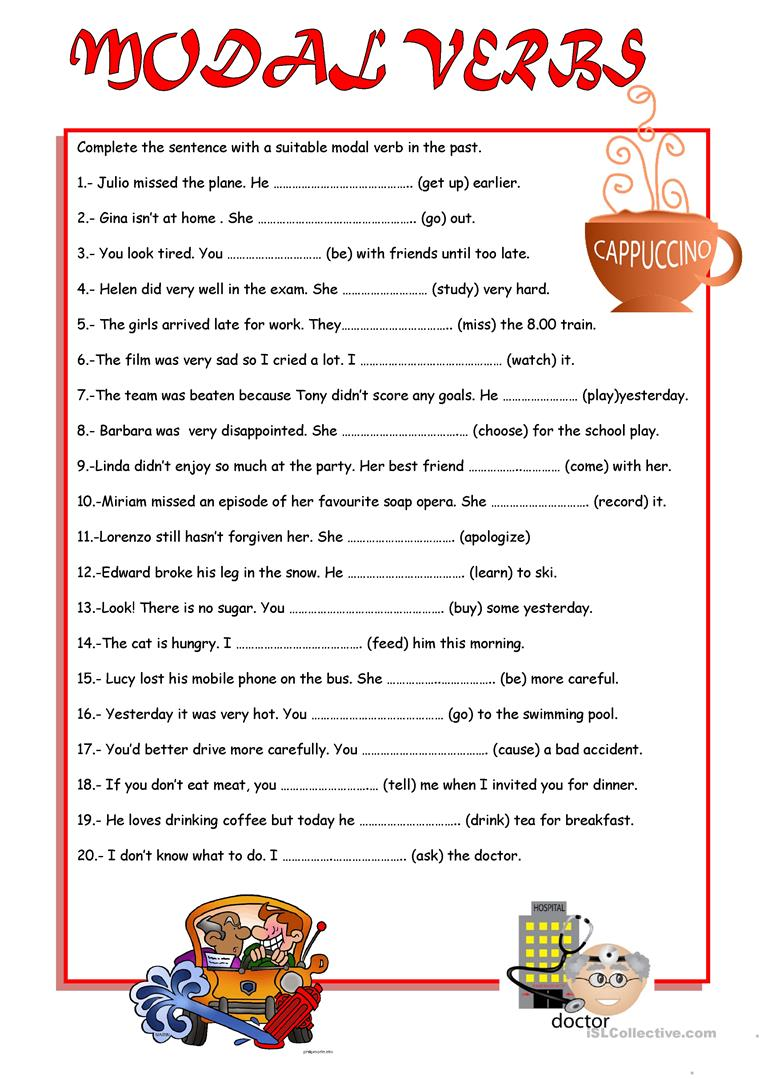 MODAL VERBS
Complete the sentence with a suitable modal verb in the past.
CAPPUCCINO
1.- Julio missed the plane. He ………………………………………….. (get up) earlier.
2.- Gina isn’t at home . She …………………………………………….. (go) out.
3.- You look tired. You ………………………… (be) with friends until too late.
4.- Helen did very well in the exam. She ……………………… (study) very hard.
5.- The girls arrived late for work. They…………………………….. (miss) the 8.00 train.
6.-The film was very sad so I cried a lot. I ……………………………………… (watch) it.
7.-The team was beaten because Tony didn’t score any goals. He …………………… (play)yesterday.
8.- Barbara was  very disappointed. She ……………………………….… (choose) for the school play.
9.-Linda didn’t enjoy so much at the party. Her best friend ……………..………… (come) with her.
10.-Miriam missed an episode of her favourite soap opera. She …………………………. (record) it.
11.-Lorenzo still hasn’t forgiven her. She ……………………………. (apologize)
12.-Edward broke his leg in the snow. He ………………………………. (learn) to ski.
13.-Look! There is no sugar. You …………………………………………. (buy) some yesterday.
14.-The cat is hungry. I …………………………………. (feed) him this morning.
15.- Lucy lost his mobile phone on the bus. She ……………..…………….. (be) more careful.
16.- Yesterday it was very hot. You …………………………………… (go) to the swimming pool.
17.- You’d better drive more carefully. You …………………………………. (cause) a bad accident.
18.- If you don’t eat meat, you ……………………….… (tell) me when I invited you for dinner.
19.- He loves drinking coffee but today he ………………………….. (drink) tea for breakfast.
20.- I don’t know what to do. I …………….………………….. (ask) the doctor.
HOSPITAL
doctor
iSLCollective.com